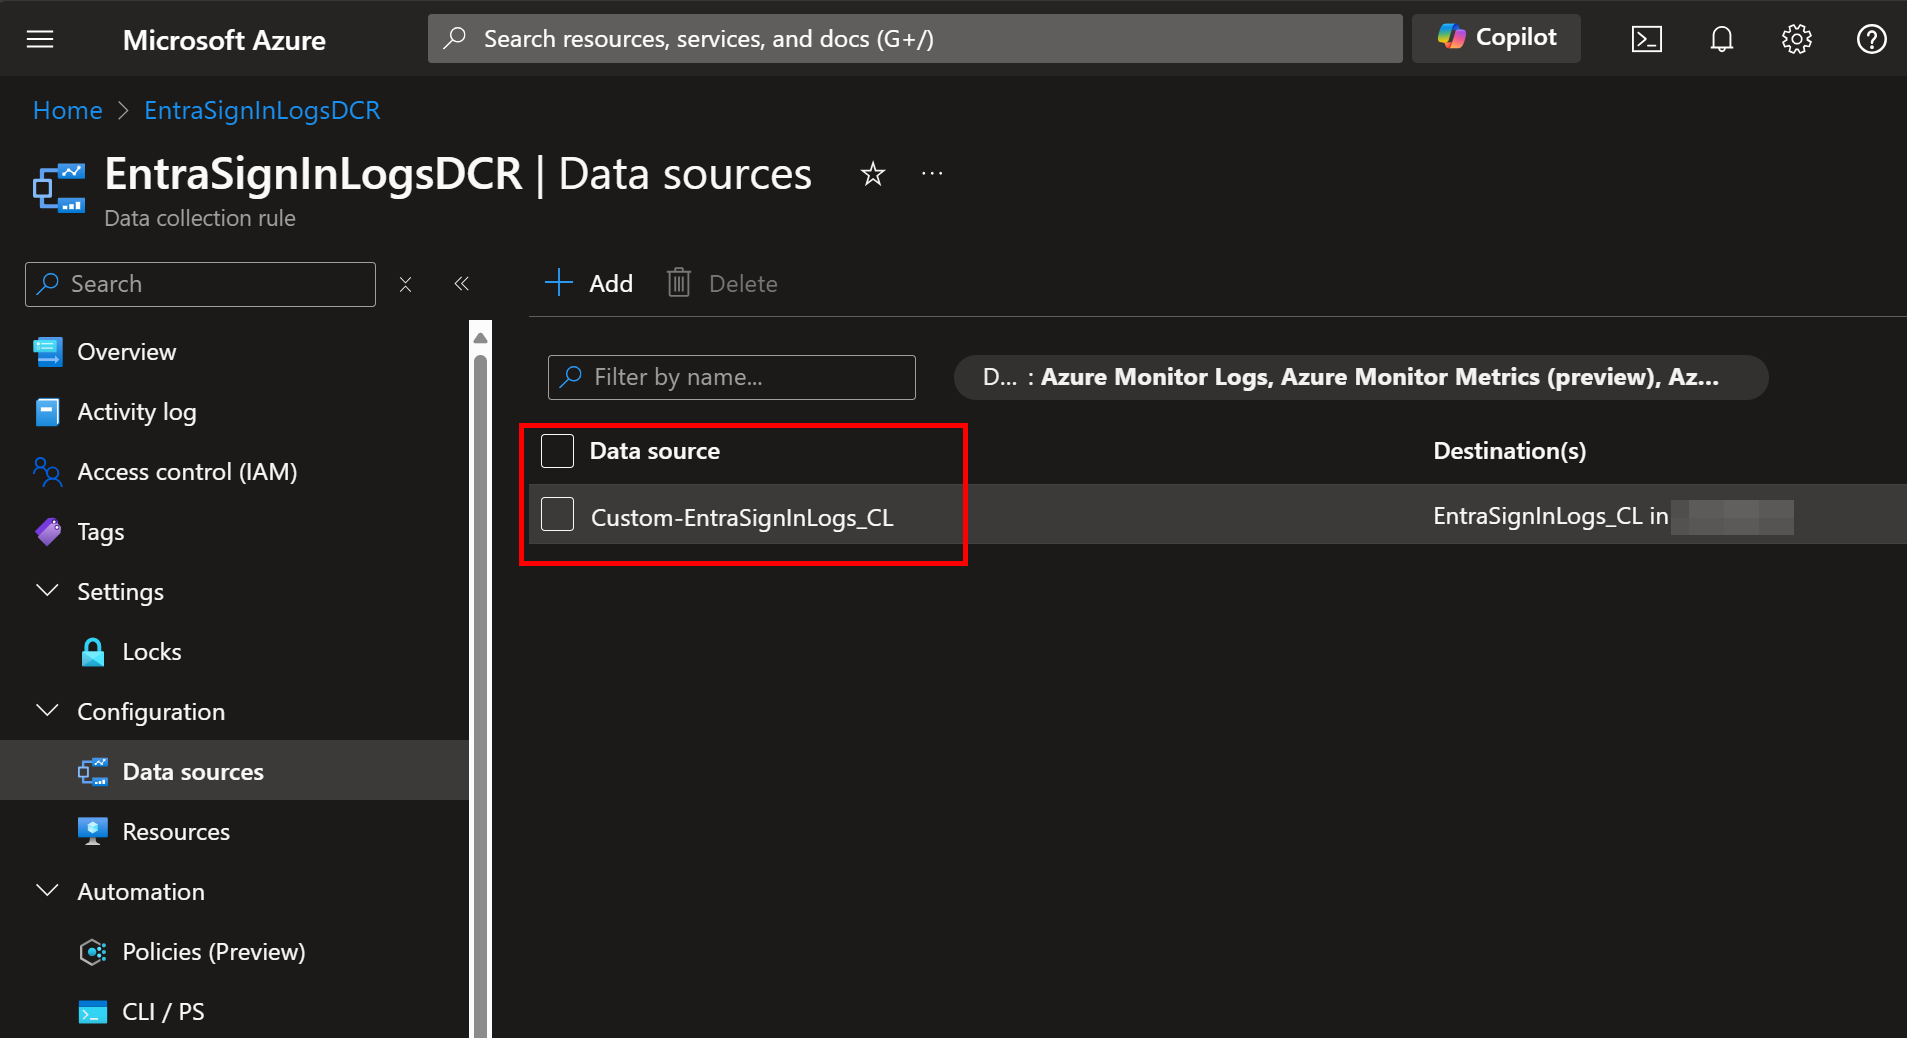 Microsoft Azure
Search resources, services, and docs (G+/)
Copilot
Home > EntraSignInLogsDCR
EntraSignInLogsDCR | Data sources
Data collection rule
Search
Add
Delete
Overview
Activity log
Access control (IAM)
Tags
Settings
Locks
Configuration
Data sources
Resources
Automation
Policies (Preview)
CLI / PS
Filter by name...
D... : Azure Monitor Logs, Azure Monitor Metrics (preview), Az...
Data source
Destination(s)
Custom-EntraSignInLogs_CL
EntraSignInLogs_CL in